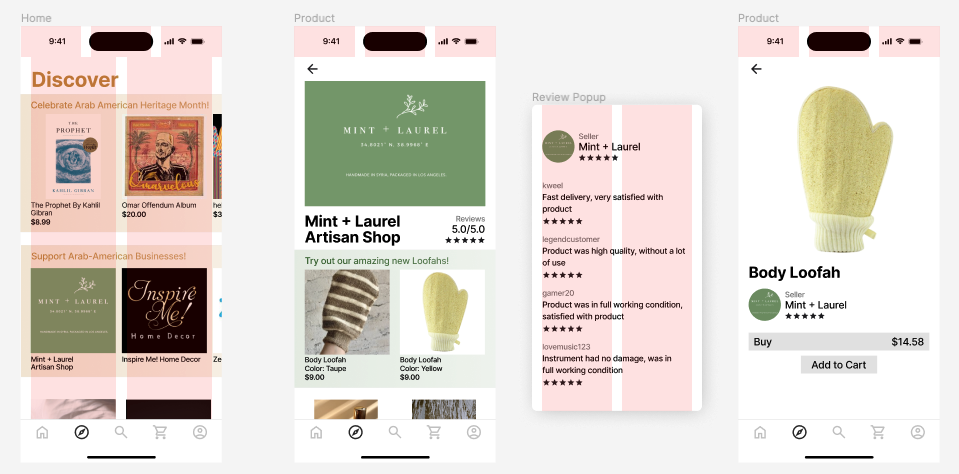 Home
9:41
Discover
Celebrate Arab American Heritage Month!
THE
PROPHET
KAHLIL GIBRAN
The Prophet By Kahlil
Gibran
$8.99
Omar Offendum Album
$20.00
he
$3
Support Arab-American Businesses!
MINT + LAUREL
Mint + Laurel
Artisan Shop
Inspire
Me!
Home Decor
Inspire Me! Home Decor
Ze
Product
9:41
MINT + LAUREL
HANDMADE IN SYRIA, PACKAGED IN LOS ANGELES.
Mint + Laurel
Artisan Shop
Reviews
5.0/5.0
★★★★★
Try out our amazing new Loofahs!
Body Loofah
Color: Taupe
$9.00
Body Loofah
Color: Yellow
$9.00
Review Popup
Seller
Mint + Laurel
★★★★★
kweel
Fast delivery, very satisfied with
product
★★★★★
legendcustomer
Product was high quality, without a lot
of use
★★★★★
gamer20
Product was in full working condition,
satisfied with product
★★★★★
lovemusic123
Instrument had no damage, was in
full working condition
★★★★★
Product
9:41
Body Loofah
Seller
Mint + Laurel
★★★★★
Buy $14.58
Add to Cart